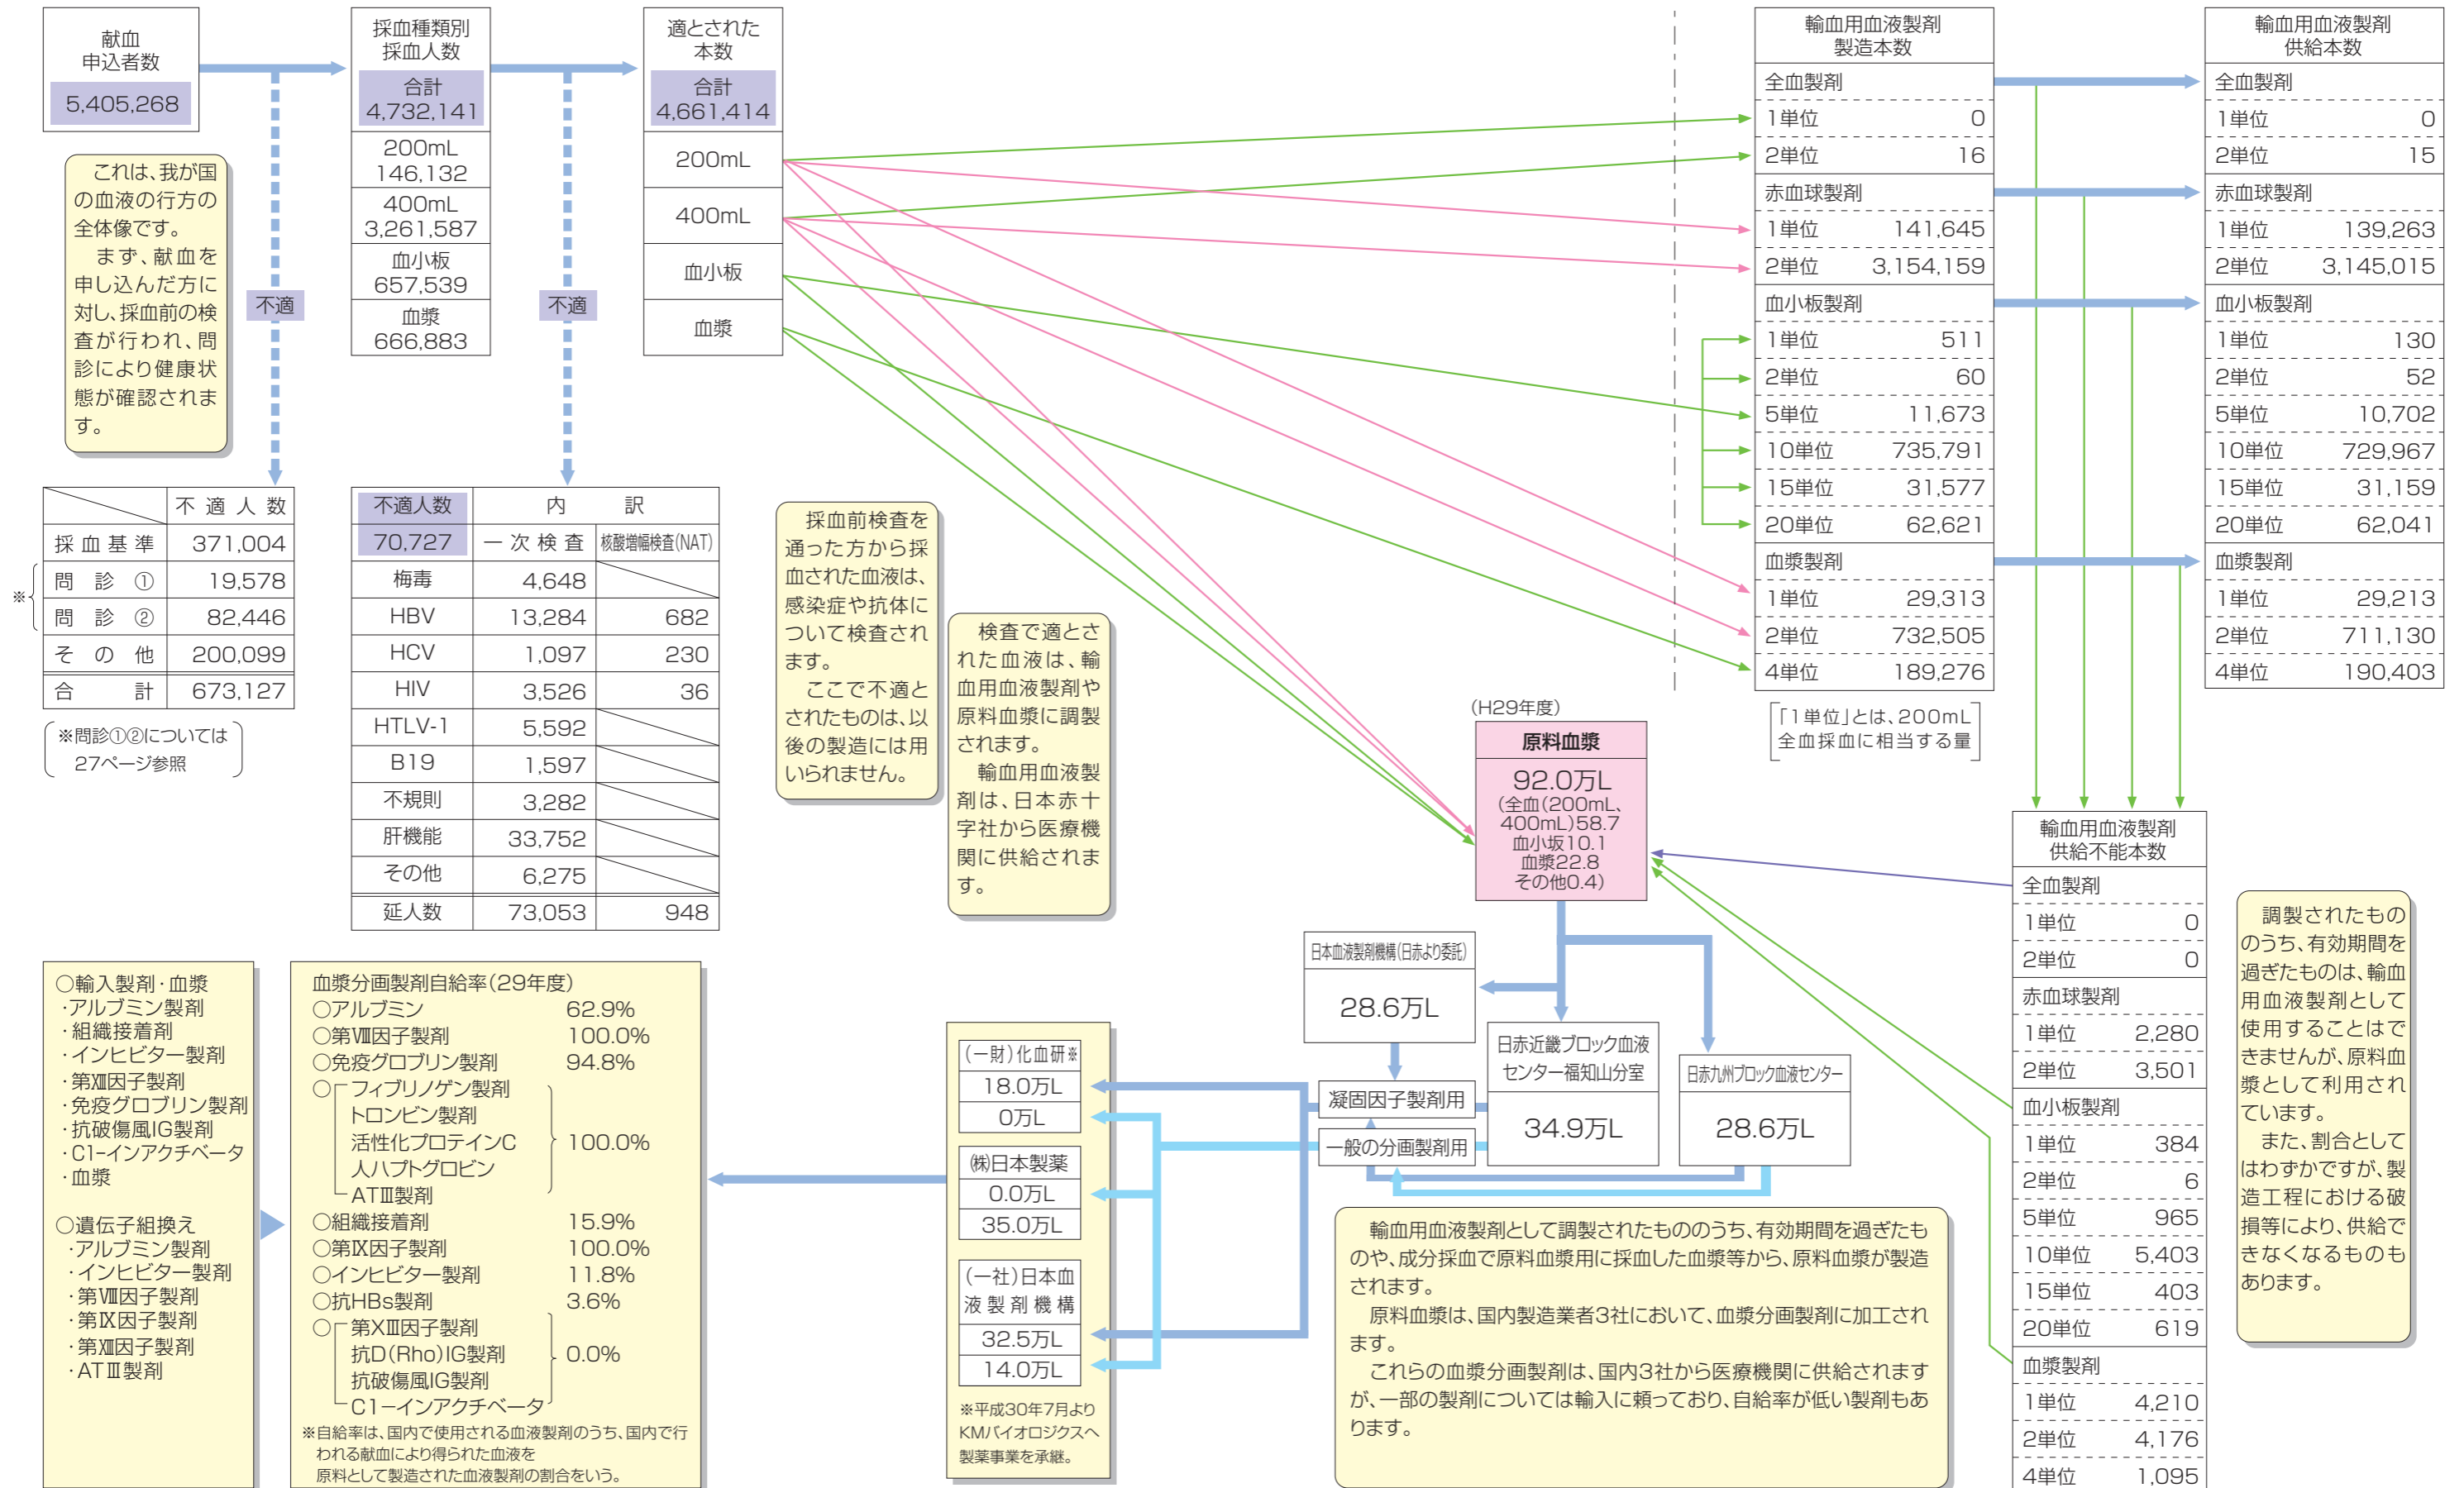 献血
申込者数
5,405,268
採血種類別
採血人数
合計
4,732,141
200mL
146,132
400mL
3,261,587
血小板
657,539
血漿
666,883
適とされた
本数
合計
4,661,414
200mL
400mL
血小板
血漿
不適
不適
これは、我が国
の血液の行方の
全体像です。
まず、献血を
申し込んだ方に
対し、採血前の検
査が行われ、問
診により健康状
態が確認されま
す。
不適人数
採血基準 371,004
※ 問診① 19,578
問診② 82,446
その他 200,099
合計 673,127
※問診①②については
27ページ参照
不適人数 内訳
70,727 一次検査 核酸増幅検査(NAT)
梅毒 4,648
HBV 13,284 682
HCV 1,097 230
HIV 3,526 36
HTLV-1 5,592
B19 1,597
不規則 3,282
肝機能 33,752
その他 6,275
延人数 73,053 948
採血前検査を
通った方から採
血された血液は、
感染症や抗体に
ついて検査され
ます。
ここで不適と
されたものは、以
後の製造には用
いられません。
検査で適とさ
れた血液は、輸
血用血液製剤や
原料血漿に調製
されます。
輸血用血液製
剤は、日本赤十
字社から医療機
関に供給されま
す。
輸血用血液製剤
製造本数
全血製剤
1単位 0
2単位 16
赤血球製剤
1単位 141,645
2単位 3,154,159
血小板製剤
1単位 511
2単位 60
5単位 11,673
10単位 735,791
15単位 31,577
20単位 62,621
血漿製剤
1単位 29,313
2単位 732,505
4単位 189,276
「1単位」とは、200mL
全血採血に相当する量
輸血用血液製剤
供給本数
全血製剤
1単位 0
2単位 15
赤血球製剤
1単位 139,263
2単位 3,145,015
血小板製剤
1単位 130
2単位 52
5単位 10,702
10単位 729,967
15単位 31,159
20単位 62,041
血漿製剤
1単位 29,213
2単位 711,130
4単位 190,403
(H29年度)
原料血漿
92.0万L
(全血(200mL、
400mL)58.7
血小坂10.1
血漿22.8
その他0.4)
輸血用血液製剤
供給不能本数
全血製剤
1単位 0
2単位 0
赤血球製剤
1単位 2,280
2単位 3,501
血小板製剤
1単位 384
2単位 6
5単位 965
10単位 5,403
15単位 403
20単位 619
血漿製剤
1単位 4,210
2単位 4,176
4単位 1,095
調製されたもの
のうち、有効期間を
過ぎたものは、輸血
用血液製剤として
使用することはで
きませんが、原料血
漿として利用され
ています。
また、割合として
はわずかですが、製
造工程における破
損等により、供給で
きなくなるものも
あります。
日本血液製剤機構(日赤より委託)
28.6万L
日赤近畿ブロック血液
センター福知山分室
34.9万L
日赤九州ブロック血液センター
28.6万L
凝固因子製剤用
一般の分画製剤用
輸血用血液製剤として調製されたもののうち、有効期間を過ぎたも
のや、成分採血で原料血漿用に採血した血漿等から、原料血漿が製造
されます。
原料血漿は、国内製造業者3社において、血漿分画製剤に加工され
ます。
これらの血漿分画製剤は、国内3社から医療機関に供給されます
が、一部の製剤については輸入に頼っており、自給率が低い製剤もあ
ります。
(一財)化血研※
18.0万L
0万L
㈱日本製薬
0.0万L
35.0万L
(一社)日本血
液製剤機構
32.5万L
14.0万L
※平成30年7月より
KMバイオロジクスへ
製薬事業を承継。
○輸入製剤・血漿
・アルブミン製剤
・組織接着剤
・インヒビター製剤
・第ⅩⅢ因子製剤
・免疫グロブリン製剤
・抗破傷風IG製剤
・C1-インアクチベータ
・血漿
○遺伝子組換え
・アルブミン製剤
・インヒビター製剤
・第Ⅷ因子製剤
・第Ⅸ因子製剤
・第ⅩⅢ因子製剤
・ATⅢ製剤
血漿分画製剤自給率(29年度)
○アルブミン 62.9%
○第Ⅷ因子製剤 100.0%
○免疫グロブリン製剤 94.8%
○フィブリノゲン製剤
トロンビン製剤
活性化プロテインC 100.0%
人ハプトグロビン
ATⅢ製剤
○組織接着剤 15.9%
○第Ⅸ因子製剤 100.0%
○インヒビター製剤 11.8%
○抗HBs製剤 3.6%
○第XⅢ因子製剤
抗D(Rho)IG製剤 0.0%
抗破傷風IG製剤
C1−インアクチベータ
※自給率は、国内で使用される血液製剤のうち、国内で行
われる献血により得られた血液を
原料として製造された血液製剤の割合をいう。